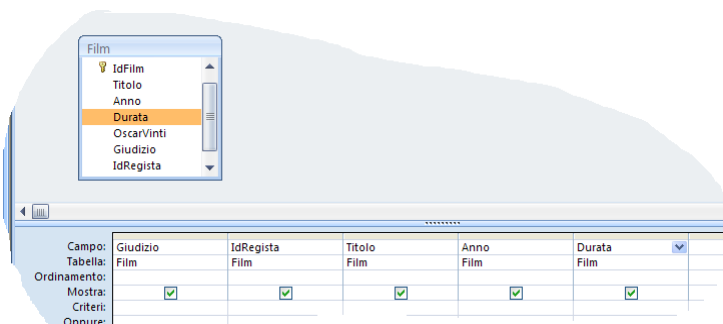 Film
IdFilm
Titolo
Anno
Durata
OscarVinti
Giudizio
IdRegista
Campo: Giudizio IdRegista Titolo Anno Durata
Tabella: Film Film Film Film Film
Ordinamento:
Mostra:
Criteri:
Oppure: